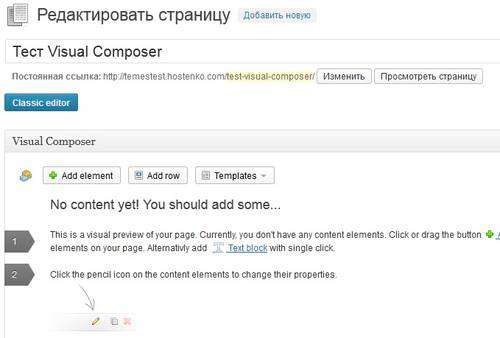 Редактировать страницу Добавить новую
Тест Visual Composer
Постоянная ссылка: http://temestest.hostenko.com/test-visual-composer/ Изменить Просмотреть страницу
Classic editor
Visual Composer
Add element Add row Templates
No content yet! You should add some...
1 This is a visual preview of your page. Currently, you don't have any content elements. Click or drag the button
elements on your page. Alternativly add Text block with single click.
2 Click the pencil icon on the content elements to change their properties.